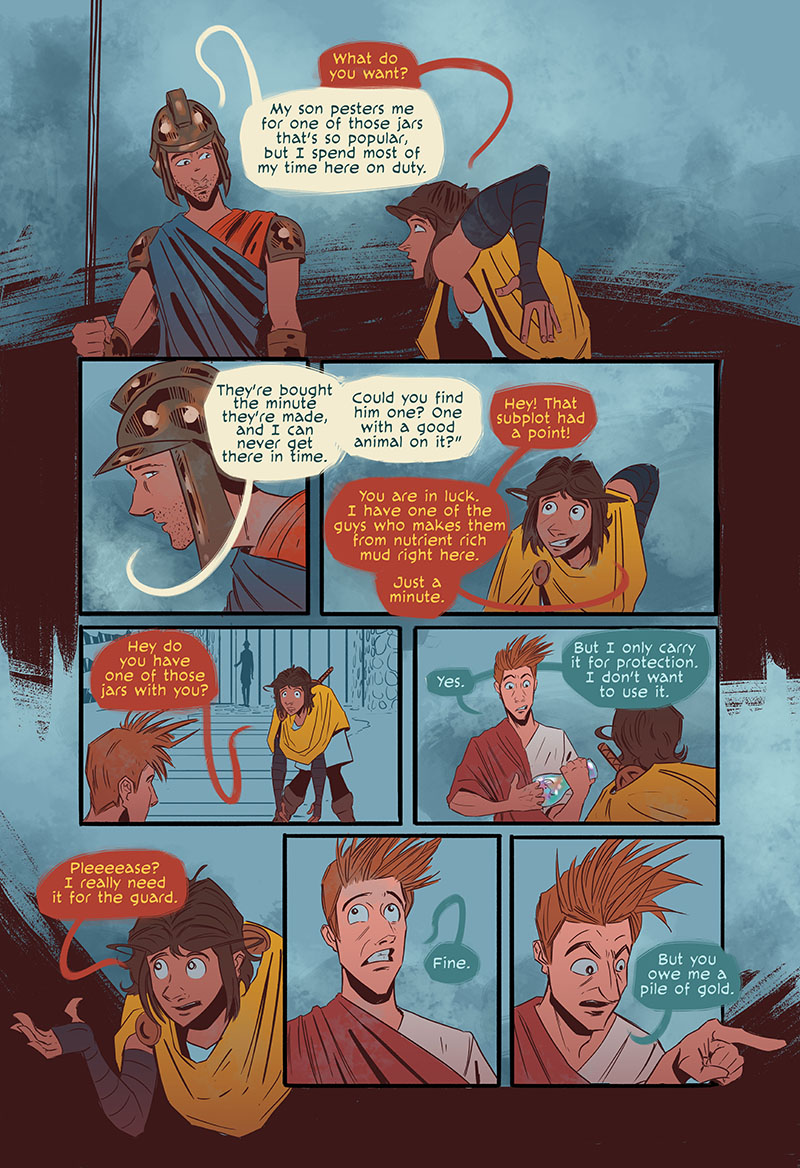 What do
you want?
My son pesters me
for one of those jars
that's so popular,
but I spend most of
my time here on duty.
They're bought
the minute
they're made,
and I can
never get
there in time.
Could you find
him one? One
with a good
animal on it?"
Hey! That
subplot had
a point!
You are in luck.
I have one of the
guys who makes them
from nutrient rich
mud right here.
Just a
minute.
Hey do
you have
one of those
jars with you?
Yes.
But I only carry
it for protection.
I don't want
to use it.
Pleeeease?
I really need
it for the guard.
Fine.
But you
owe me a
pile of gold.